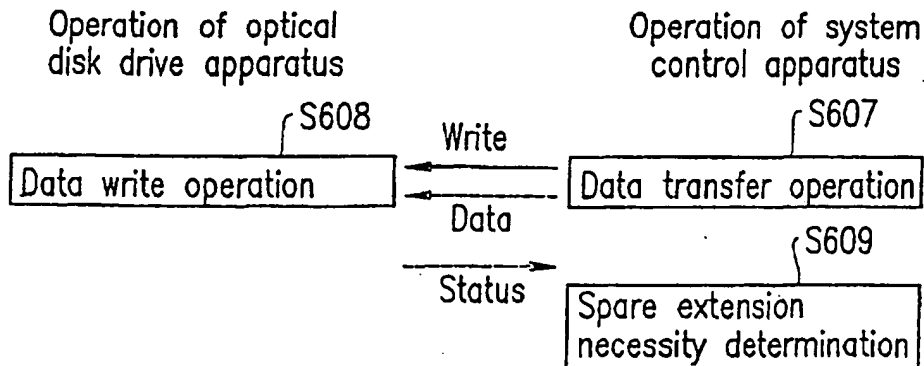 Operation of optical
disk drive apparatus
Operation of system
control apparatus
S608
S607
Write
Data write operation
Data transfer operation
Data
S609
Status
Spare extension
necessity determination